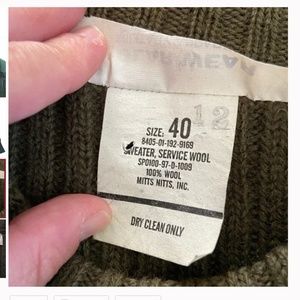 12
SIZE: 40
8405-01-192-9169
SWEATER, SERVICE WOOL
SPO100-97-D-1009
100% WOOL
MITTS NITTS, INC.
DRY CLEAN ONLY